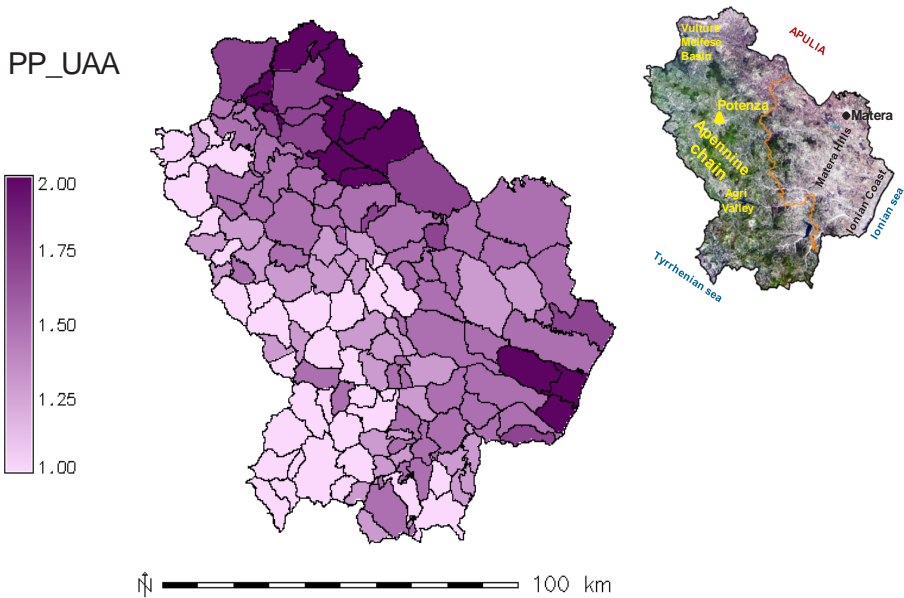 PP_UAA
2.00
1.75
1.50
1.25
1.00
N
100 km
Vulture
Melfese
Basin
APULIA
Potenza
Matera
Apennine
chain
Matera Hills
Agri
Valley
Ionian Coast
Ionian sea
Tyrrhenian sea